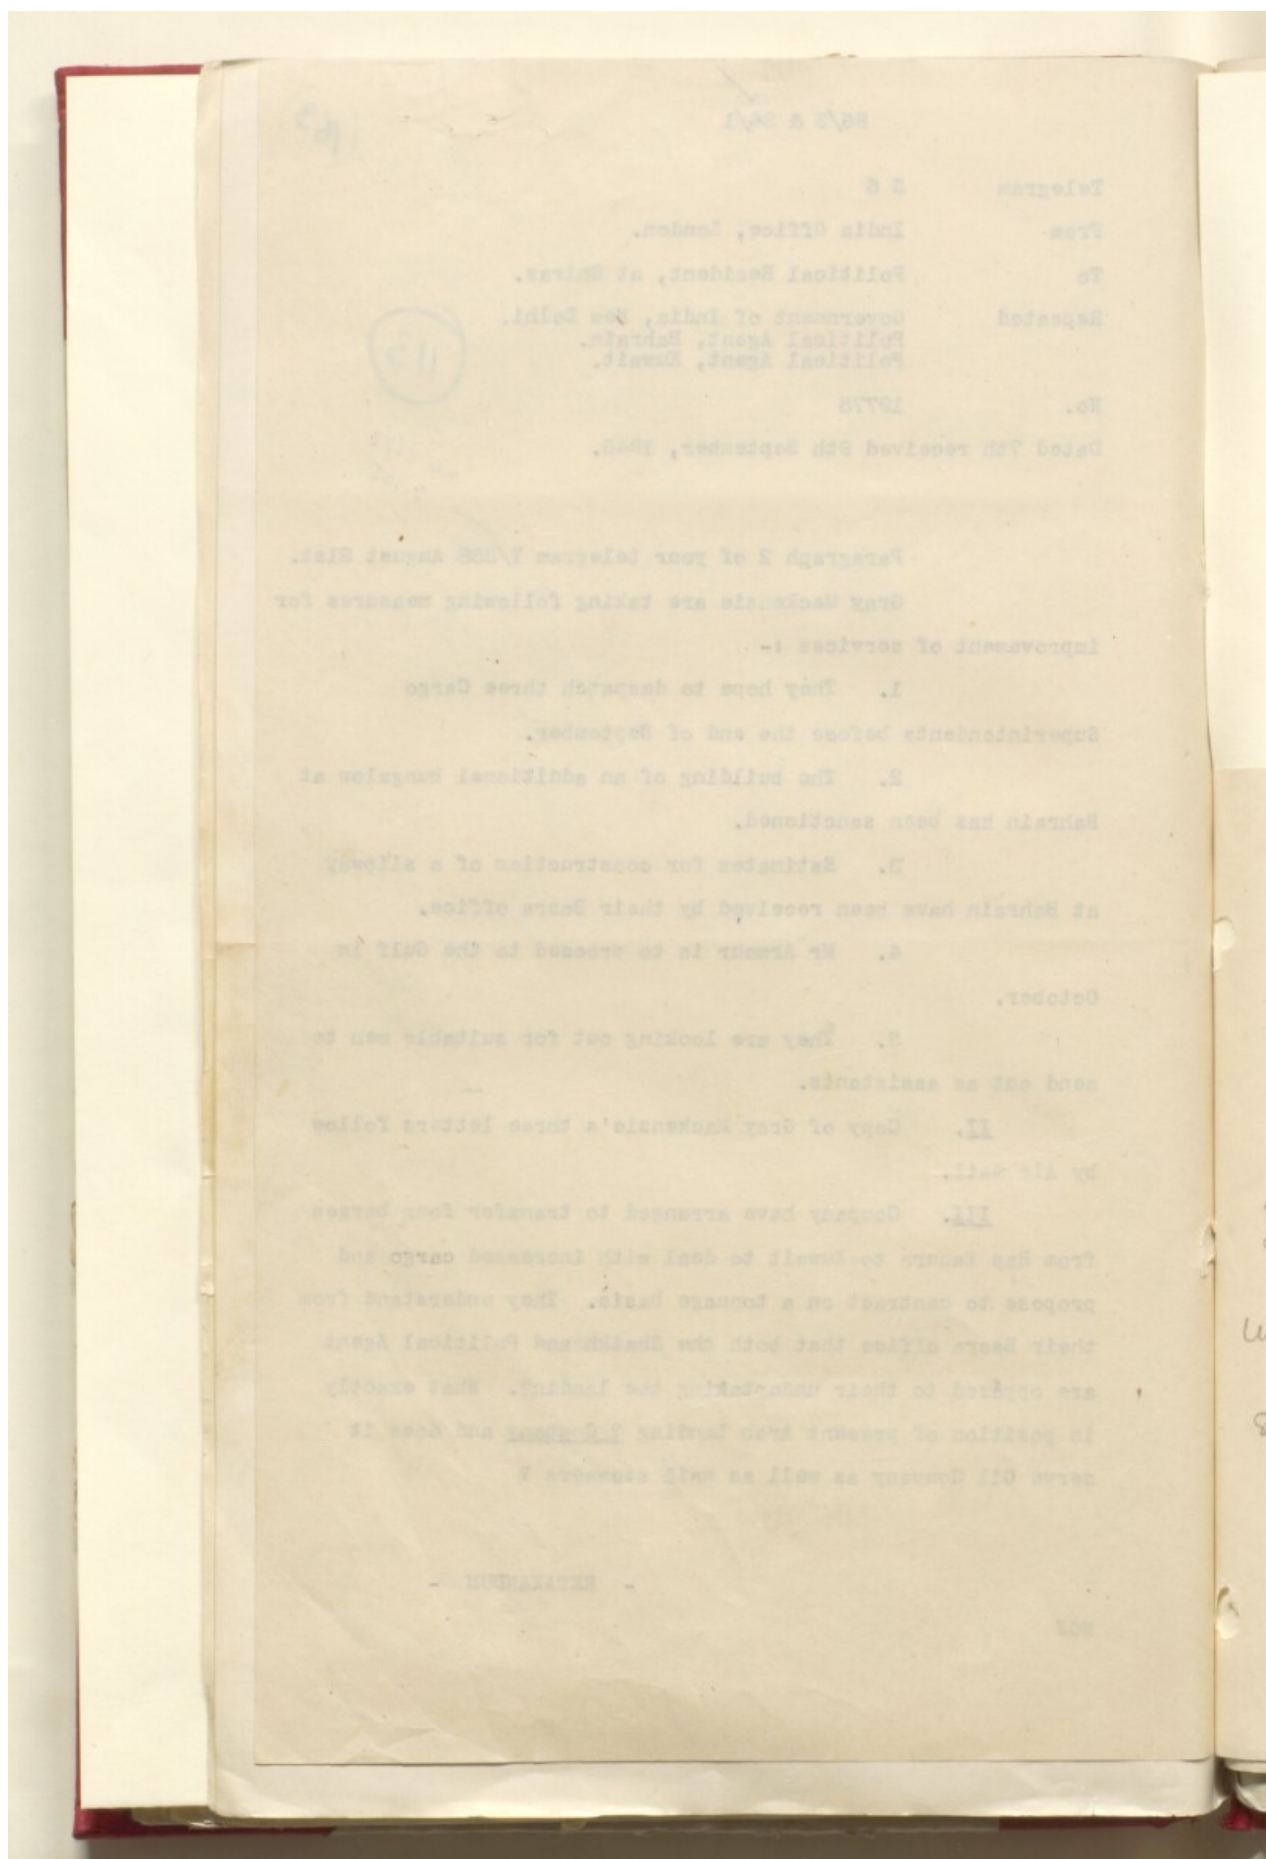 86/3 & 86/1
Telegram
From India Office, London.
To Political Resident, at Shiraz.
Repeated Government of India, New Delhi.
Political Agent, Bahrain.
Political Agent, Kuwait.
No. 19778
Dated 7th received 9th September,
113
Paragraph 2 of your telegram August 31st.
Gray Mackenzie are taking following measures for
improvement of services :-
1. They hope to despatch three Cargo
Superintendents before the end of September.
2. The building of an additional bungalow at
Bahrain has been sanctioned.
3. Estimates for construction of a slipway
at Bahrain have been received by their Basra office.
4. Mr Armour is to proceed to the Gulf in
October.
5. They are looking out for suitable men to
send out as assistants.
II. Copy of Gray Mackenzie's three letters follow
by Air Mail.
III. Company have arranged to transfer four barges
from Ras Tanura to Kuwait to deal with increased cargo and
propose to contract on a tonnage basis. They understand from
their Basra office that both the Shaikh and Political Agent
are opposed to their undertaking the landing. What exactly
is position of present Arab landing ? Company and does it
serve Oil Company as well as mail steamers ?
- RETAXANDUM -